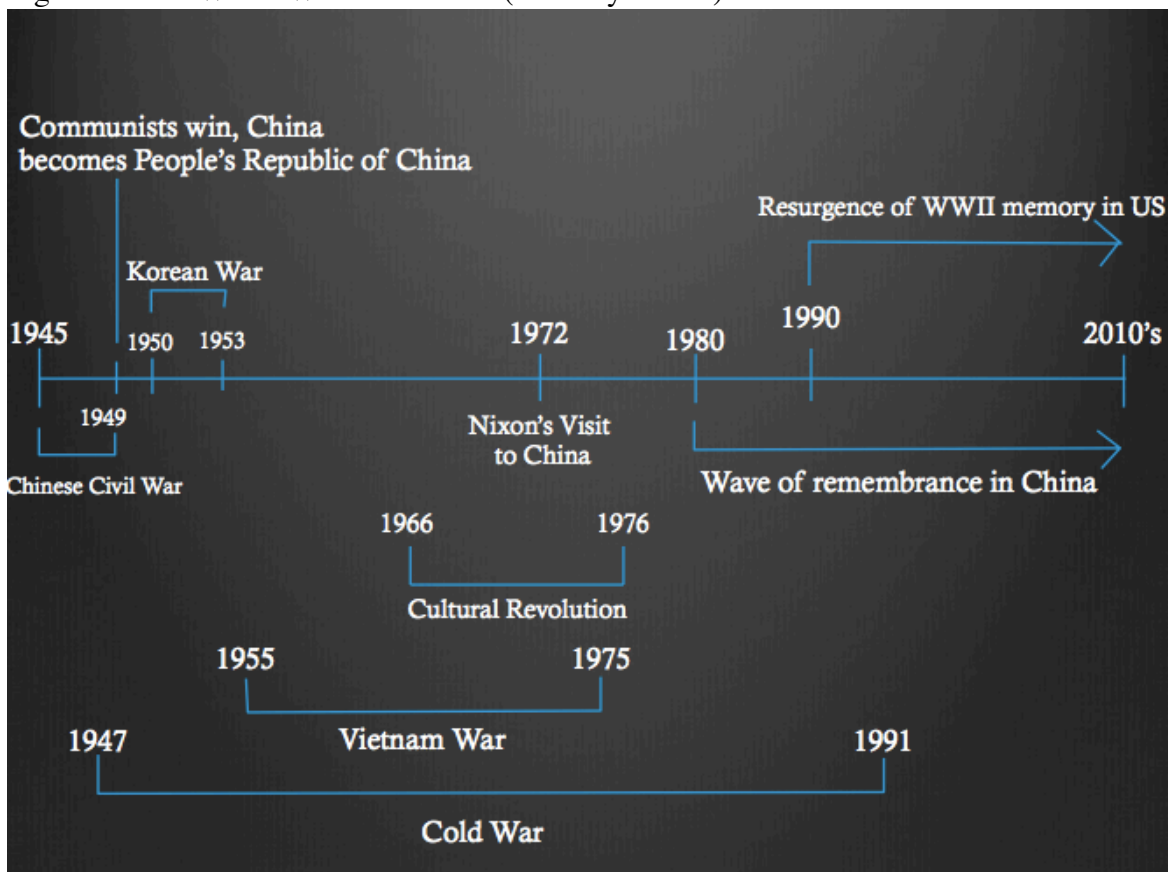 Communists win, China
becomes People's Republic of China
Resurgence of WWII memory in US
Korean War
1945
1950
1953
1972
1980
1990
2010's
1949
Nixon's Visit
to China
Chinese Civil War
Wave of remembrance in China
1966
1976
Cultural Revolution
1955
1975
Vietnam War
1947
1991
Cold War